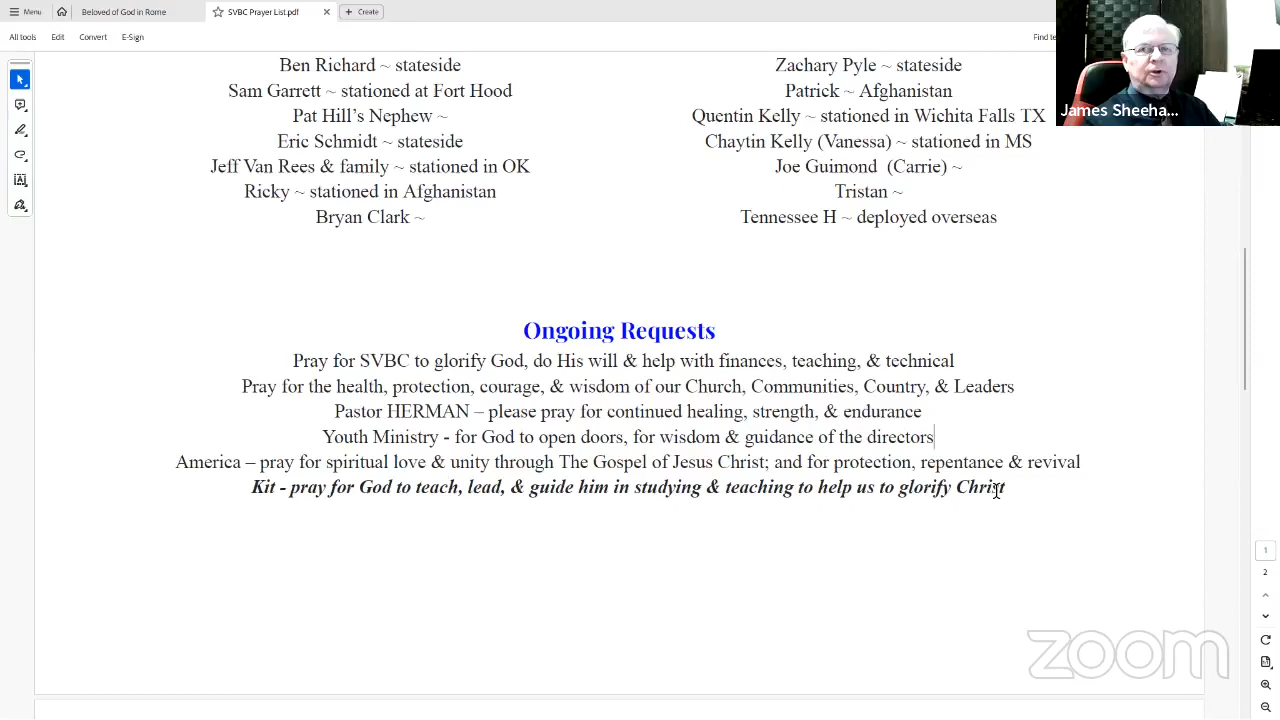 Menu
Beloved of God in Rome
SVBC Prayer List.pdf
Create
All tools
Edit
Convert
E-Sign
Find te
James Sheeha...
Ben Richard ~ stateside
Sam Garrett ~ stationed at Fort Hood
Pat Hill's Nephew ~
Eric Schmidt ~ stateside
Jeff Van Rees & family ~ stationed in OK
Ricky ~ stationed in Afghanistan
Bryan Clark ~
Zachary Pyle ~ stateside
Patrick ~ Afghanistan
Quentin Kelly ~ stationed in Wichita Falls TX
Chaytin Kelly (Vanessa) ~ stationed in MS
Joe Guimond (Carrie) ~
Tristan ~
Tennessee H ~ deployed overseas
Ongoing Requests
Pray for SVBC to glorify God, do His will & help with finances, teaching, & technical
Pray for the health, protection, courage, & wisdom of our Church, Communities, Country, & Leaders
Pastor HERMAN – please pray for continued healing, strength, & endurance
Youth Ministry - for God to open doors, for wisdom & guidance of the directors
America – pray for spiritual love & unity through The Gospel of Jesus Christ; and for protection, repentance & revival
Kit - pray for God to teach, lead, & guide him in studying & teaching to help us to glorify Christ
1
2
zoom